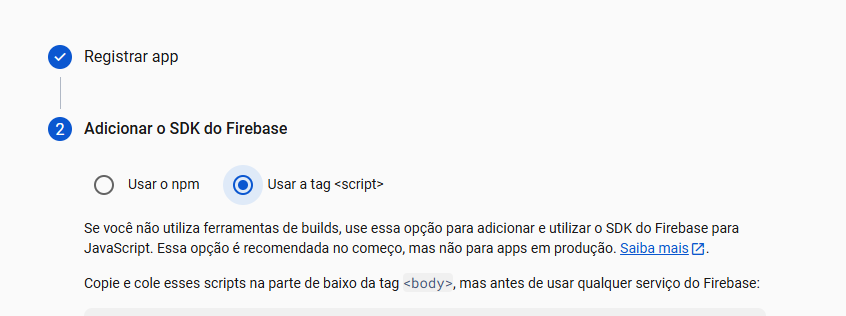 Registrar app
2 Adicionar o SDK do Firebase
Usar o npm Usar a tag <script>
Se você não utiliza ferramentas de builds, use essa opção para adicionar e utilizar o SDK do Firebase para
JavaScript. Essa opção é recomendada no começo, mas não para apps em produção. Saiba mais.
Copie e cole esses scripts na parte de baixo da tag <body>, mas antes de usar qualquer serviço do Firebase: